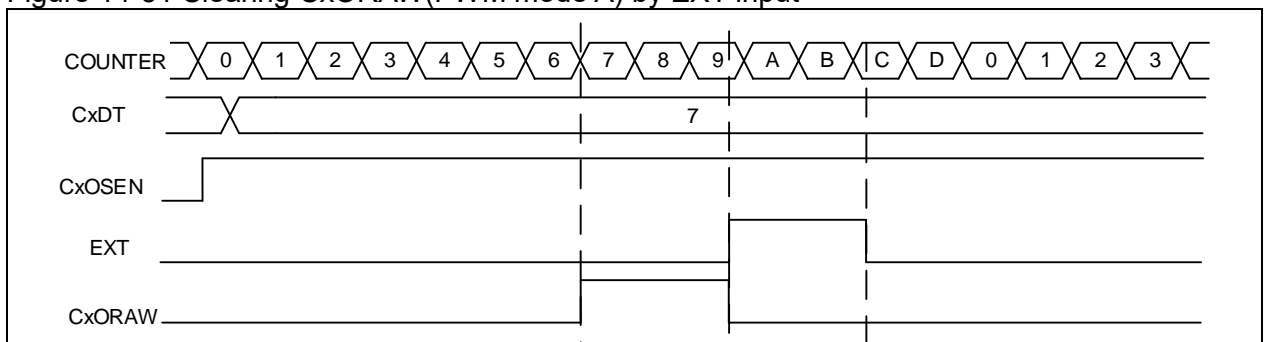 Figure 14-31 Clearing CxORAW(PWM mode A) by EXT input
COUNTER 0 1 2 3 4 5 6 7 8 9 A B C D 0 1 2 3
CxDT 7
CxOSEN
EXT
CxORAW